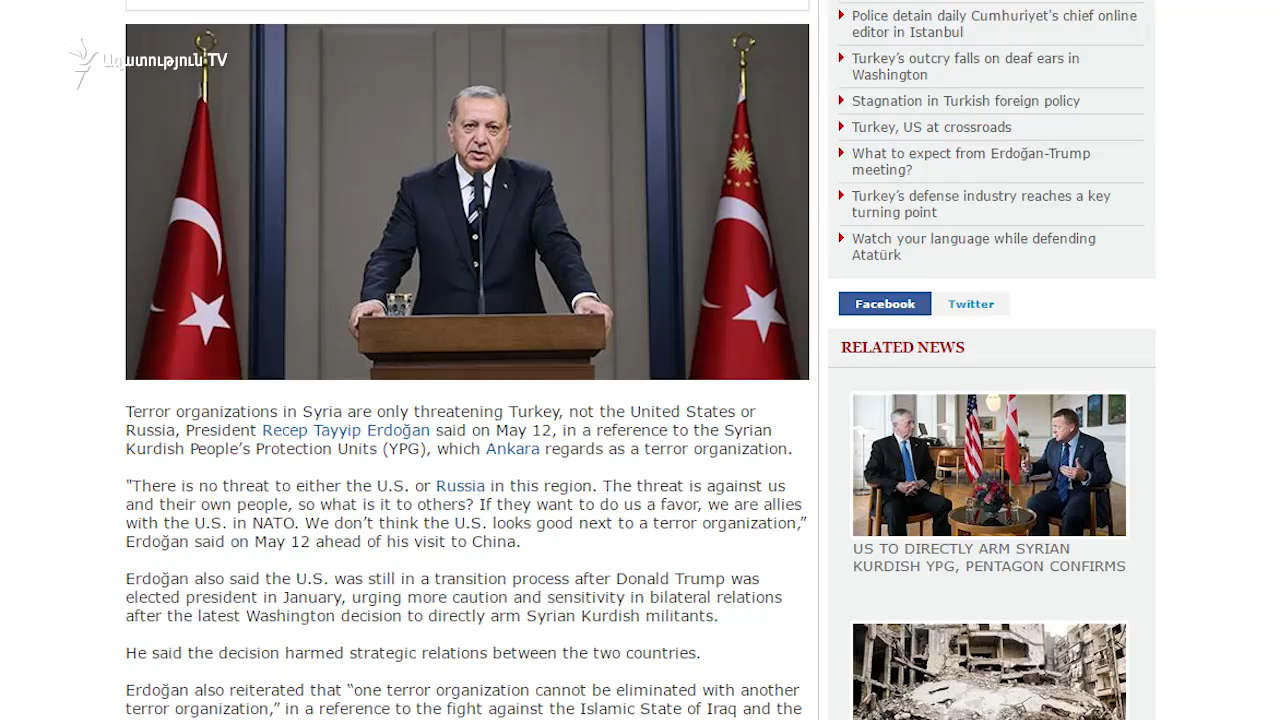 Ազատություն TV
Terror organizations in Syria are only threatening Turkey, not the United States or
Russia, President Recep Tayyip Erdoğan said on May 12, in a reference to the Syrian
Kurdish People’s Protection Units (YPG), which Ankara regards as a terror organization.
"There is no threat to either the U.S. or Russia in this region. The threat is against us
and their own people, so what is it to others? If they want to do us a favor, we are allies
with the U.S. in NATO. We don’t think the U.S. looks good next to a terror organization,”
Erdoğan said on May 12 ahead of his visit to China.
Erdoğan also said the U.S. was still in a transition process after Donald Trump was
elected president in January, urging more caution and sensitivity in bilateral relations
after the latest Washington decision to directly arm Syrian Kurdish militants.
He said the decision harmed strategic relations between the two countries.
Erdoğan also reiterated that “one terror organization cannot be eliminated with another
terror organization,” in a reference to the fight against the Islamic State of Iraq and the
Police detain daily Cumhuriyet’s chief online
editor in Istanbul
Turkey’s outcry falls on deaf ears in
Washington
Stagnation in Turkish foreign policy
Turkey, US at crossroads
What to expect from Erdoğan-Trump
meeting?
Turkey’s defense industry reaches a key
turning point
Watch your language while defending
Atatürk
Facebook Twitter
RELATED NEWS
US TO DIRECTLY ARM SYRIAN
KURDISH YPG, PENTAGON CONFIRMS